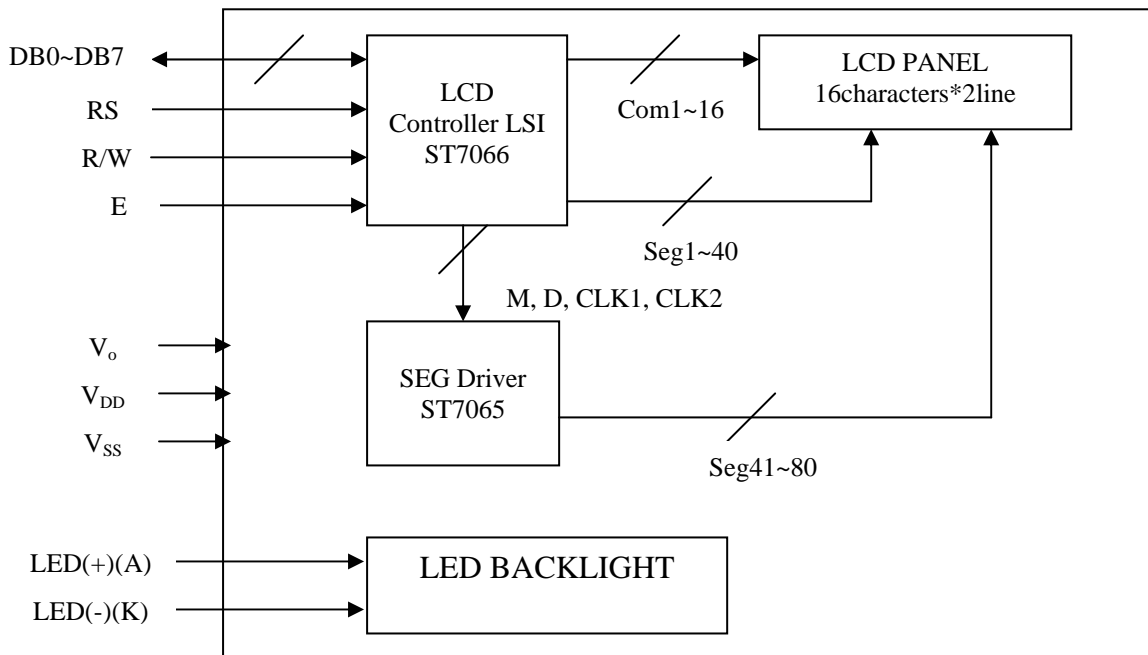 DB0~DB7
RS
R/W
E
LCD
Controller LSI
ST7066
Com1~16
LCD PANEL
16characters*2line
Seg1~40
M, D, CLK1, CLK2
Vo
VDD
VSS
SEG Driver
ST7065
Seg41~80
LED(+)(A)
LED(-)(K)
LED BACKLIGHT